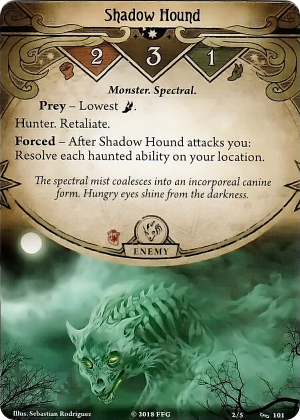 Shadow Hound
2 3 1
Monster. Spectral.
Prey – Lowest .
Hunter. Retaliate.
Forced – After Shadow Hound attacks you:
Resolve each haunted ability on your location.
The spectral mist coalesces into an incorporeal canine
form. Hungry eyes shine from the darkness.
ENEMY
Illus. Sebastian Rodriguez
© 2018 FFG
2/5
101